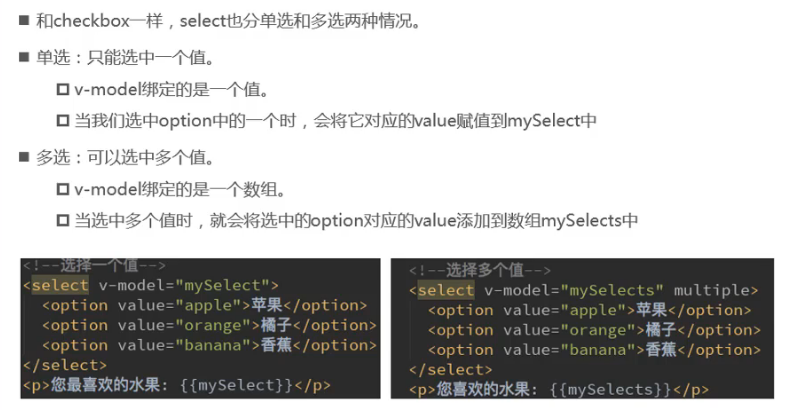 ■ 和checkbox一样，select也分单选和多选两种情况。
■ 单选：只能选中一个值。
□ v-model绑定的是一个值。
□ 当我们选中option中的一个时，会将它对应的value赋值到mySelect中
■ 多选：可以选中多个值。
□ v-model绑定的是一个数组。
□ 当选中多个值时，就会将选中的option对应的value添加到数组mySelects中
<!--选择一个值-->
<select v-model="mySelect">
<option value="apple">苹果</option>
<option value="orange">橘子</option>
<option value="banana">香蕉</option>
</select>
<p>您最喜欢的水果: {{mySelect}}</p>
<!--选择多个值-->
<select v-model="mySelects" multiple>
<option value="apple">苹果</option>
<option value="orange">橘子</option>
<option value="banana">香蕉</option>
</select>
<p>您喜欢的水果: {{mySelects}}</p>